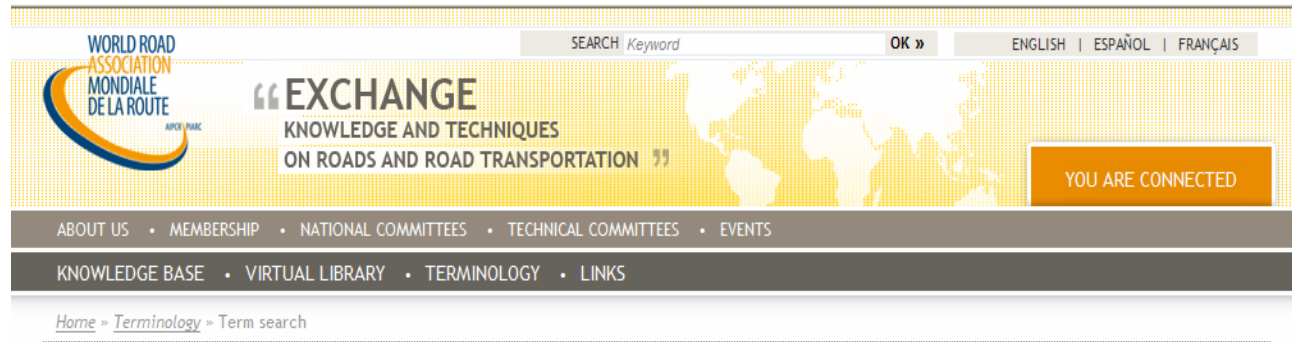 WORLD ROAD
ASSOCIATION
MONDIALE
DE LA ROUTE
AIPCR PIARC
SEARCH Keyword OK »
ENGLISH | ESPAÑOL | FRANÇAIS
“ EXCHANGE
KNOWLEDGE AND TECHNIQUES
ON ROADS AND ROAD TRANSPORTATION ”
YOU ARE CONNECTED
ABOUT US • MEMBERSHIP • NATIONAL COMMITTEES • TECHNICAL COMMITTEES • EVENTS
KNOWLEDGE BASE • VIRTUAL LIBRARY • TERMINOLOGY • LINKS
Home » Terminology » Term search